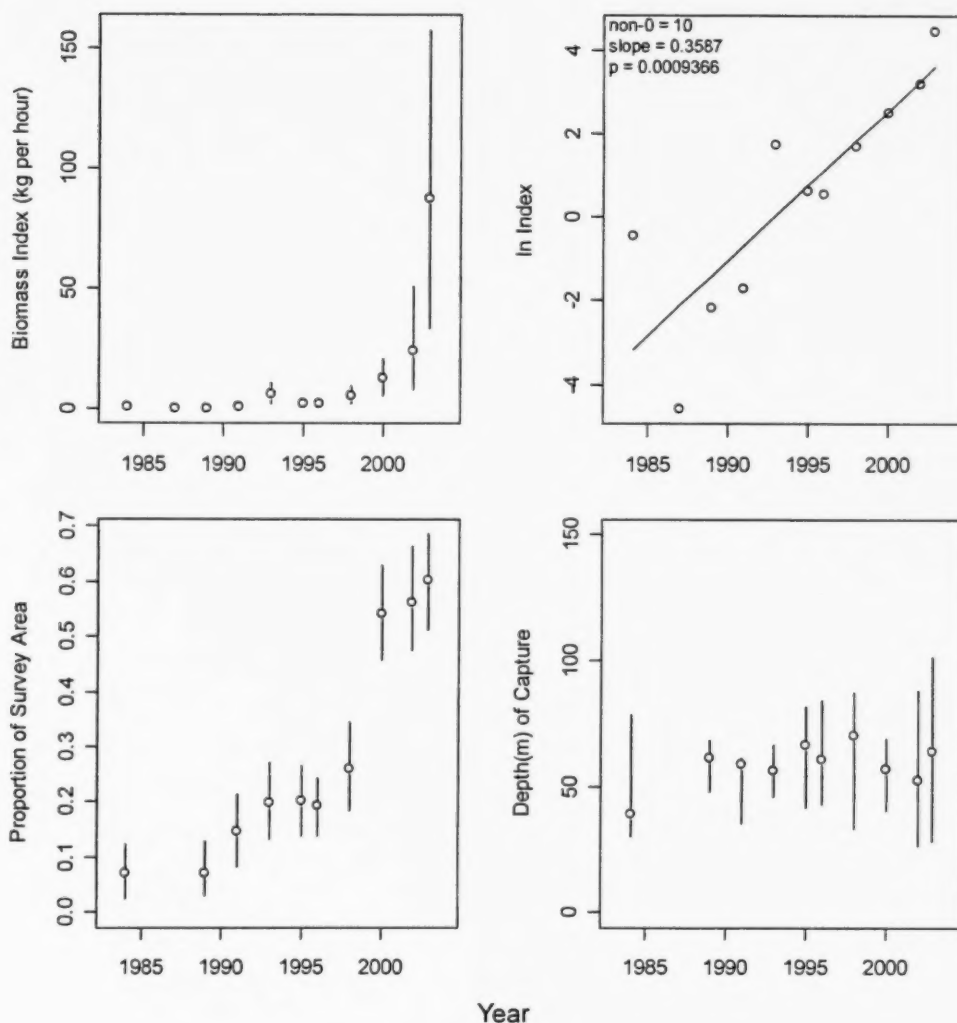 Biomass Index (kg per hour)
150
100
50
0
1985 1990 1995 2000
ln Index
non-0 = 10
slope = 0.3587
p = 0.0009366
4
2
0
-2
-4
1985 1990 1995 2000
Proportion of Survey Area
0.7
0.6
0.5
0.4
0.3
0.2
0.1
0.0
1985 1990 1995 2000
Depth(m) of Capture
150
100
50
0
1985 1990 1995 2000
Year